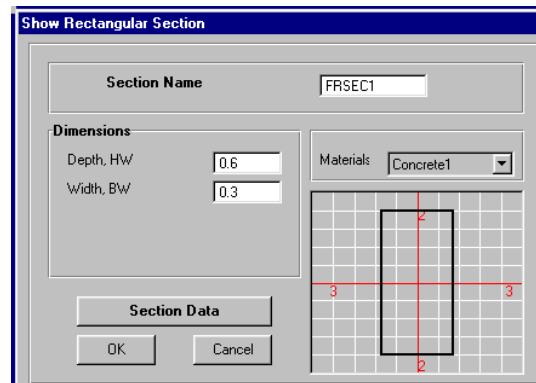 Show Rectangular Section
Section Name FRSEC1
Dimensions
Depth, HW 0.6
Width, BW 0.3
Materials Concrete1
2
3 3
2
Section Data
OK Cancel